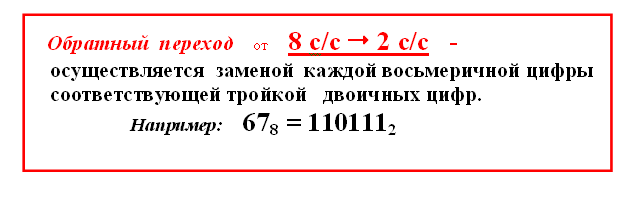 Обратный переход от 8 с/с → 2 с/с -
осуществляется заменой каждой восьмеричной цифры
соответствующей тройкой двоичных цифр.
Например: 67₈ = 110111₂